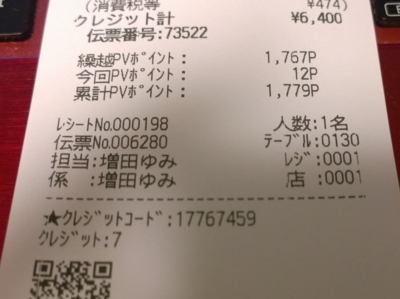 (消費税等 ¥474)
クレジット計 ¥6,400
伝票番号:73522
繰越PVポイント: 1,767P
今回PVポイント: 12P
累計PVポイント: 1,779P
レシートNo.000198 人数:1名
伝票No.006280 テーブル:0130
担当:増田ゆみ レジ:0001
係 :増田ゆみ 店:0001
★クレジットコード:17767459
クレジット:7